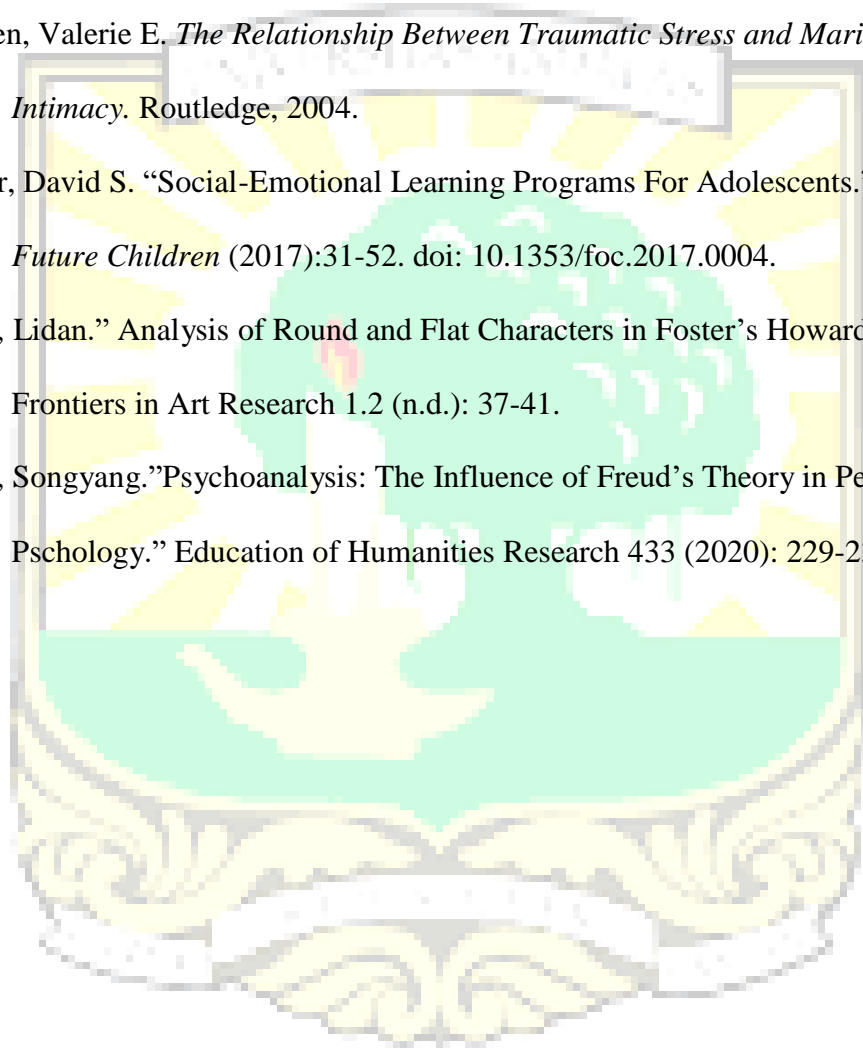 en, Valerie E. The Relationship Between Traumatic Stress and Mari
Intimacy. Routledge, 2004.
r, David S. “Social-Emotional Learning Programs For Adolescents.”
Future Children (2017):31-52. doi: 10.1353/foc.2017.0004.
, Lidan.” Analysis of Round and Flat Characters in Foster’s Howard
Frontiers in Art Research 1.2 (n.d.): 37-41.
, Songyang.”Psychoanalysis: The Influence of Freud’s Theory in Pe
Pschology.” Education of Humanities Research 433 (2020): 229-2